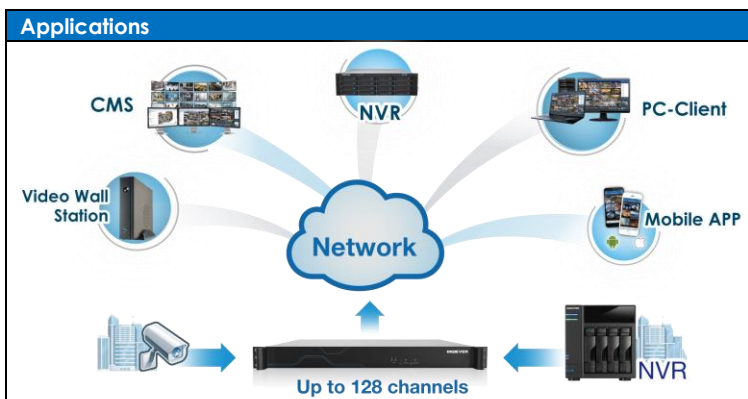 Applications
CMS
NVR
PC-Client
Video Wall
Station
Mobile APP
Network
Up to 128 channels
NVR